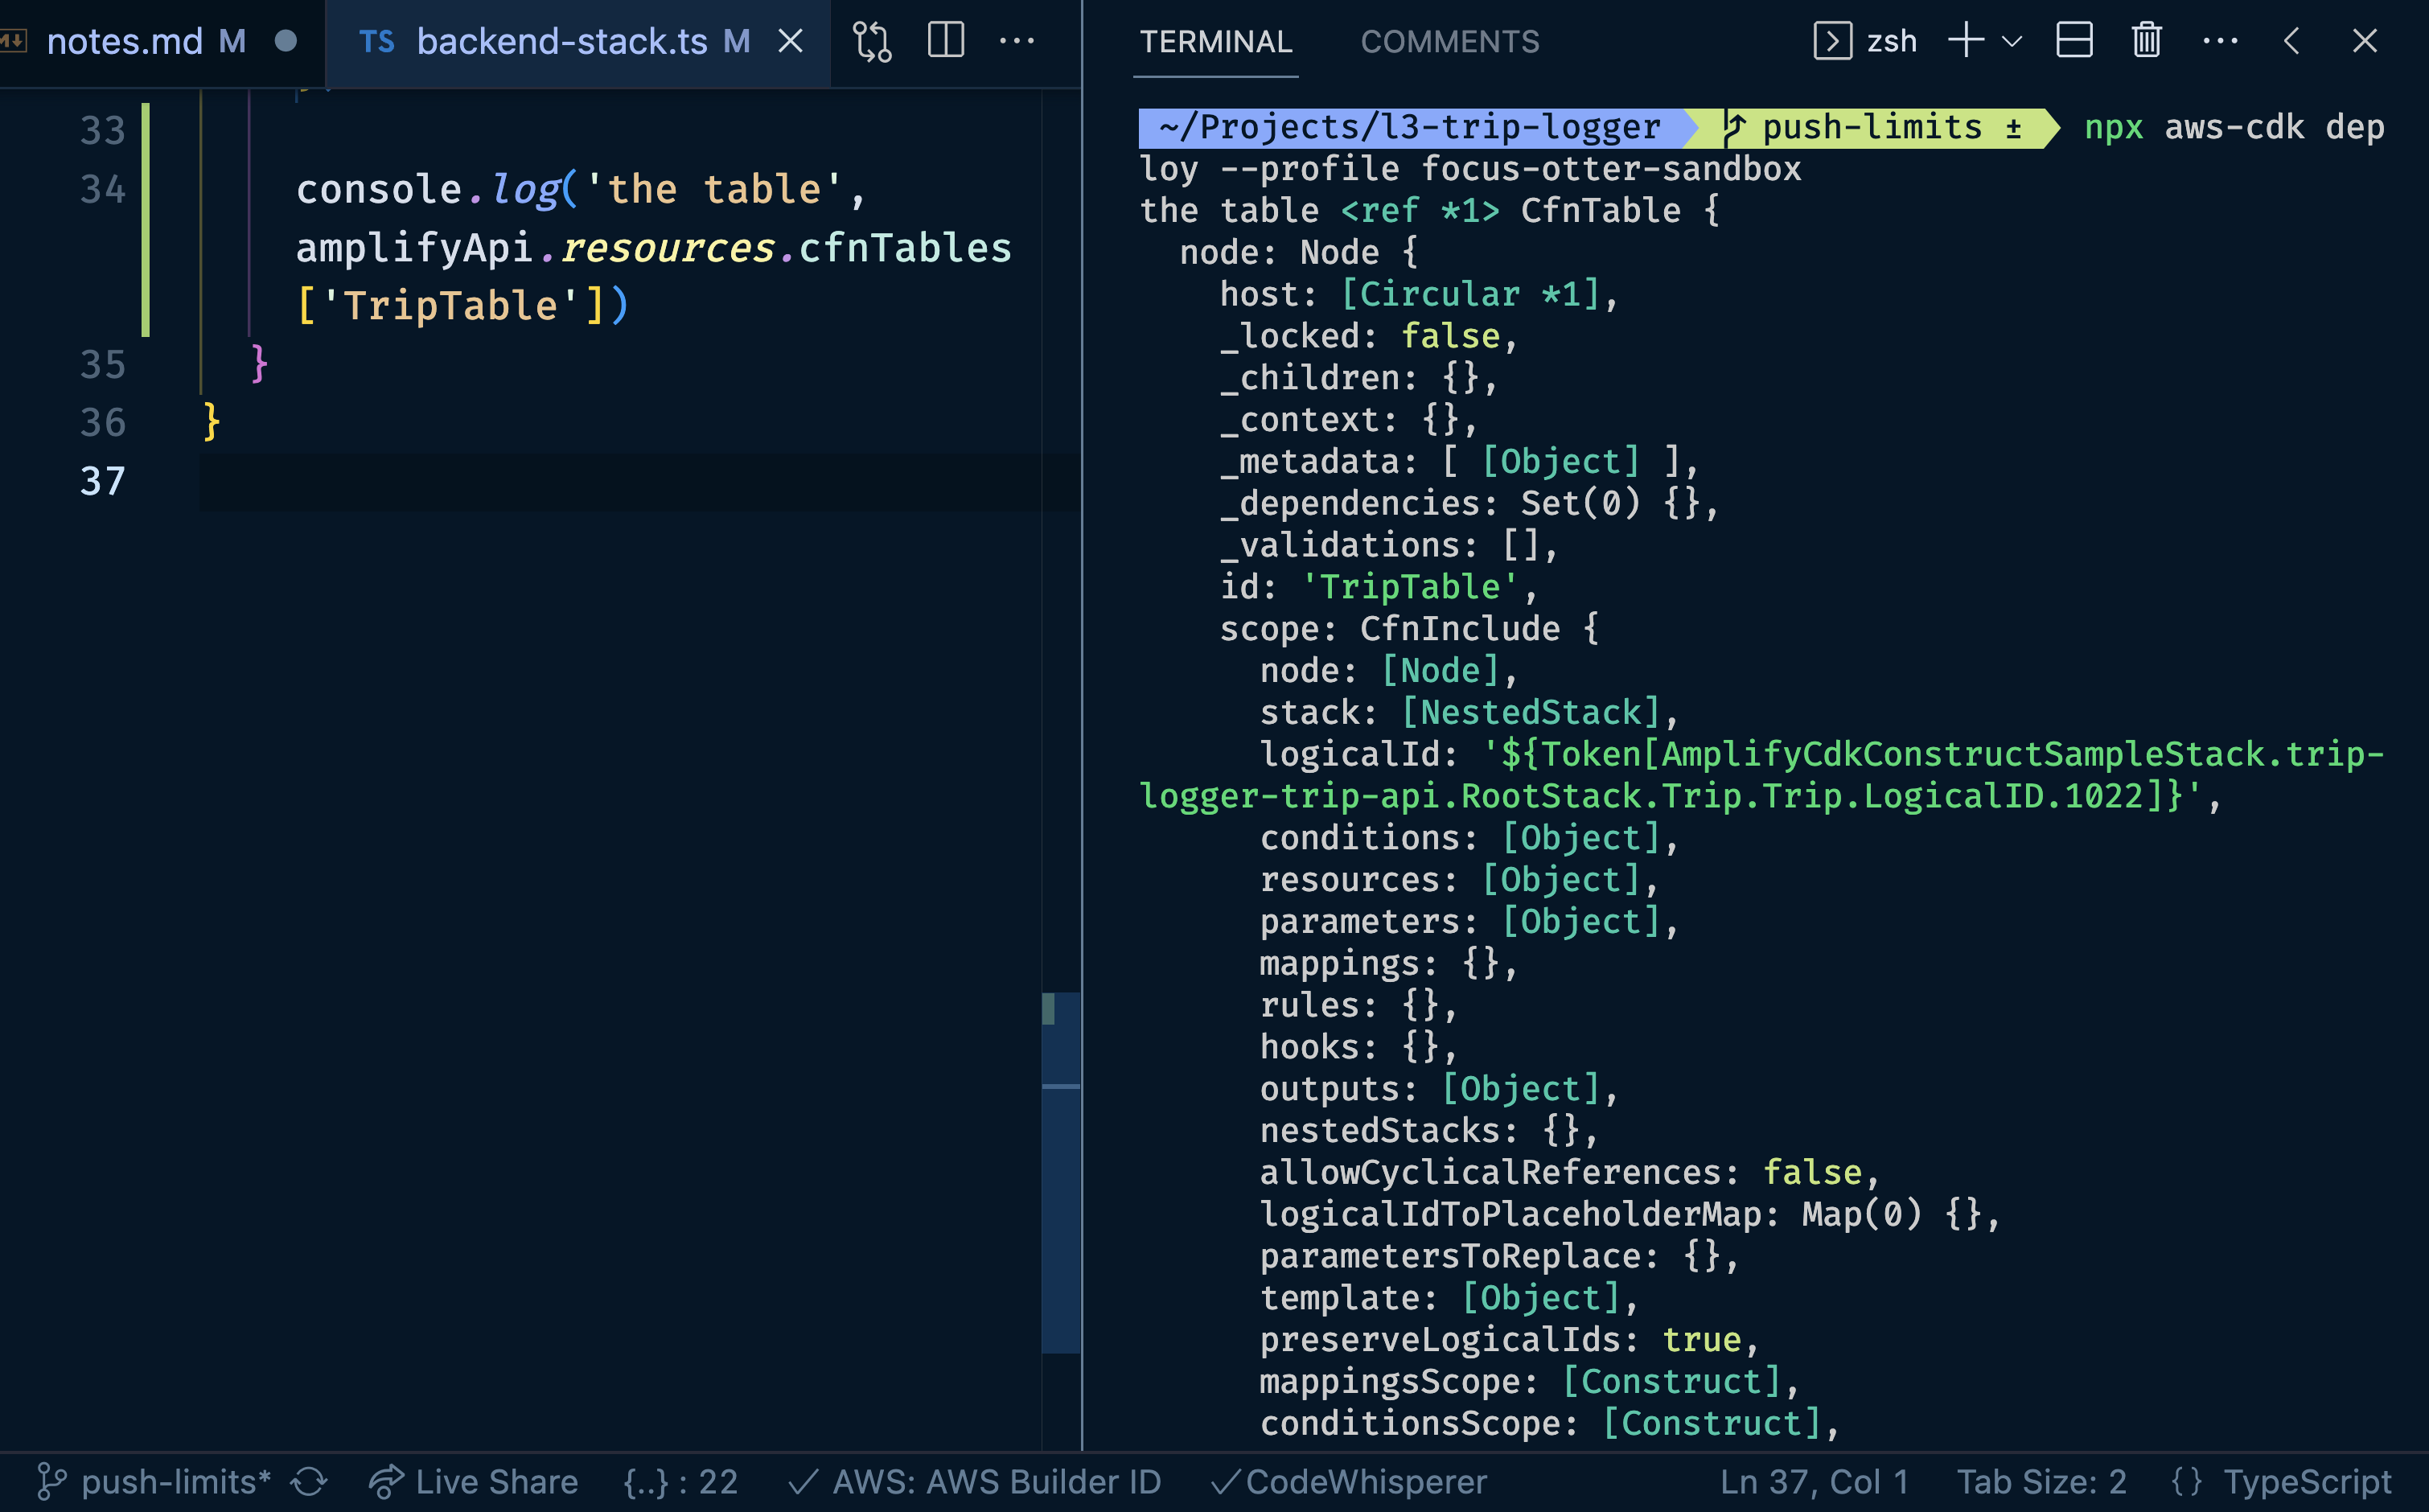 notes.md M
TS backend-stack.ts M
33
34 console.log('the table',
amplifyApi.resources.cfnTables
['TripTable'])
35 }
36 }
37
TERMINAL COMMENTS zsh
~/Projects/l3-trip-logger push-limits ± npx aws-cdk dep
loy --profile focus-otter-sandbox
the table <ref *1> CfnTable {
node: Node {
host: [Circular *1],
_locked: false,
_children: {},
_context: {},
_metadata: [ [Object] ],
_dependencies: Set(0) {},
_validations: [],
id: 'TripTable',
scope: CfnInclude {
node: [Node],
stack: [NestedStack],
logicalId: '${Token[AmplifyCdkConstructSampleStack.trip-
logger-trip-api.RootStack.Trip.Trip.LogicalID.1022]}',
conditions: [Object],
resources: [Object],
parameters: [Object],
mappings: {},
rules: {},
hooks: {},
outputs: [Object],
nestedStacks: {},
allowCyclicalReferences: false,
logicalIdToPlaceholderMap: Map(0) {},
parametersToReplace: {},
template: [Object],
preserveLogicalIds: true,
mappingsScope: [Construct],
conditionsScope: [Construct],
push-limits* Live Share {..} : 22 AWS: AWS Builder ID CodeWhisperer Ln 37, Col 1 Tab Size: 2 {} TypeScript